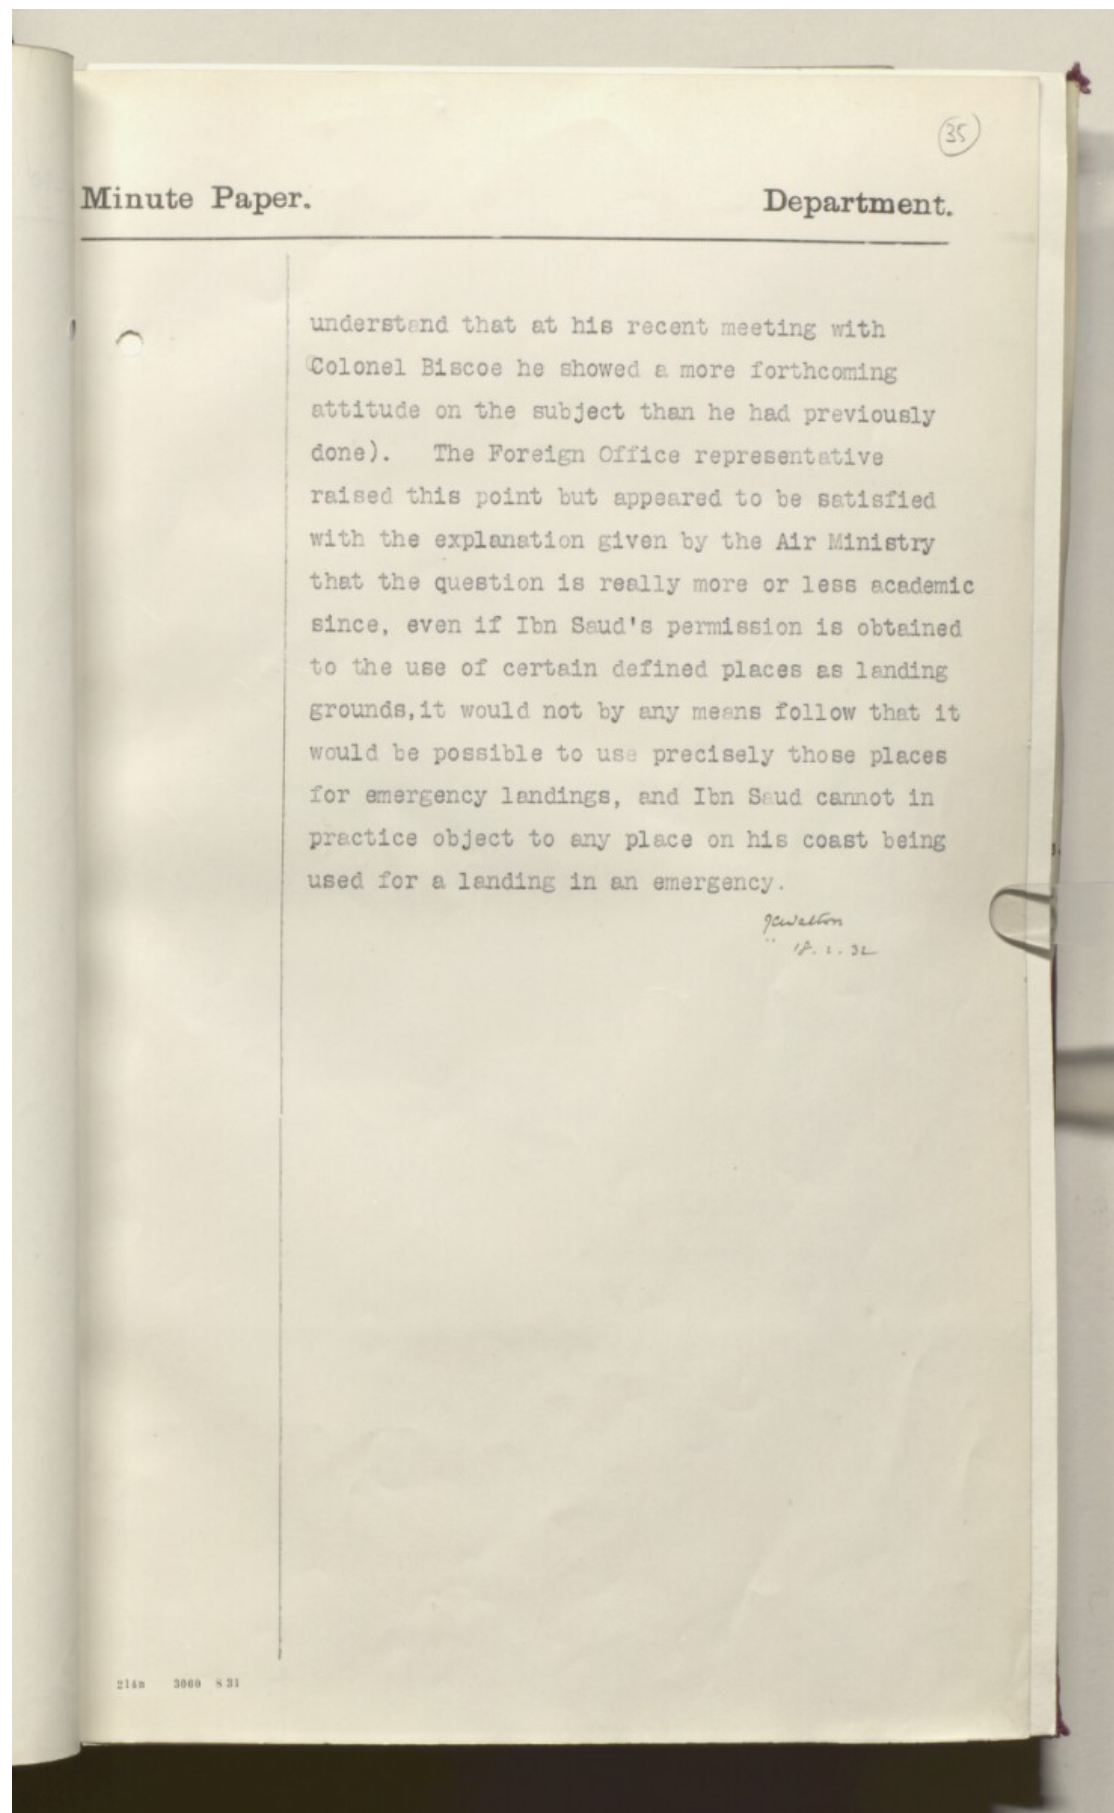 35
Minute Paper.
Department.
understand that at his recent meeting with
Colonel Biscoe he showed a more forthcoming
attitude on the subject than he had previously
done).   The Foreign Office representative
raised this point but appeared to be satisfied
with the explanation given by the Air Ministry
that the question is really more or less academic
since, even if Ibn Saud's permission is obtained
to the use of certain defined places as landing
grounds,it would not by any means follow that it
would be possible to use precisely those places
for emergency landings, and Ibn Saud cannot in
practice object to any place on his coast being
used for a landing in an emergency.
JCWalton
214B   3000  8 31